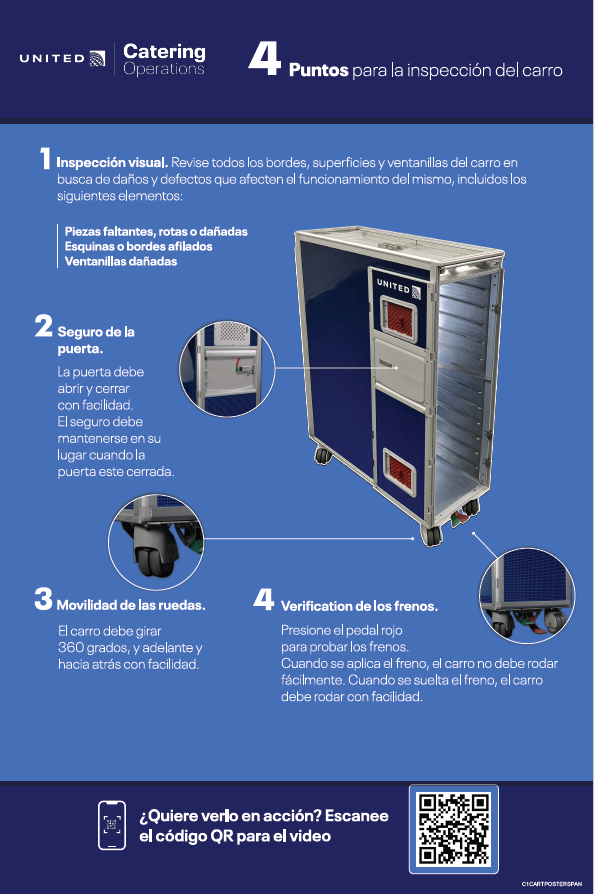 UNITED
Catering
Operations
4 Puntos para la inspección del carro
1 Inspección visual. Revise todos los bordes, superficies y ventanillas del carro en
busca de daños y defectos que afecten el funcionamiento del mismo, incluidos los
siguientes elementos:
Piezas faltantes, rotas o dañadas
Esquinas o bordes afilados
Ventanillas dañadas
UNITED
2 Seguro de la
puerta.
La puerta debe
abrir y cerrar
con facilidad.
El seguro debe
mantenerse en su
lugar cuando la
puerta este cerrada.
3 Movilidad de las ruedas.
El carro debe girar
360 grados, y adelante y
hacia atrás con facilidad.
4 Verification de los frenos.
Presione el pedal rojo
para probar los frenos.
Cuando se aplica el freno, el carro no debe rodar
fácilmente. Cuando se suelta el freno, el carro
debe rodar con facilidad.
¿Quiere verlo en acción? Escanee
el código QR para el video
C1CARTPOSTERSPAN